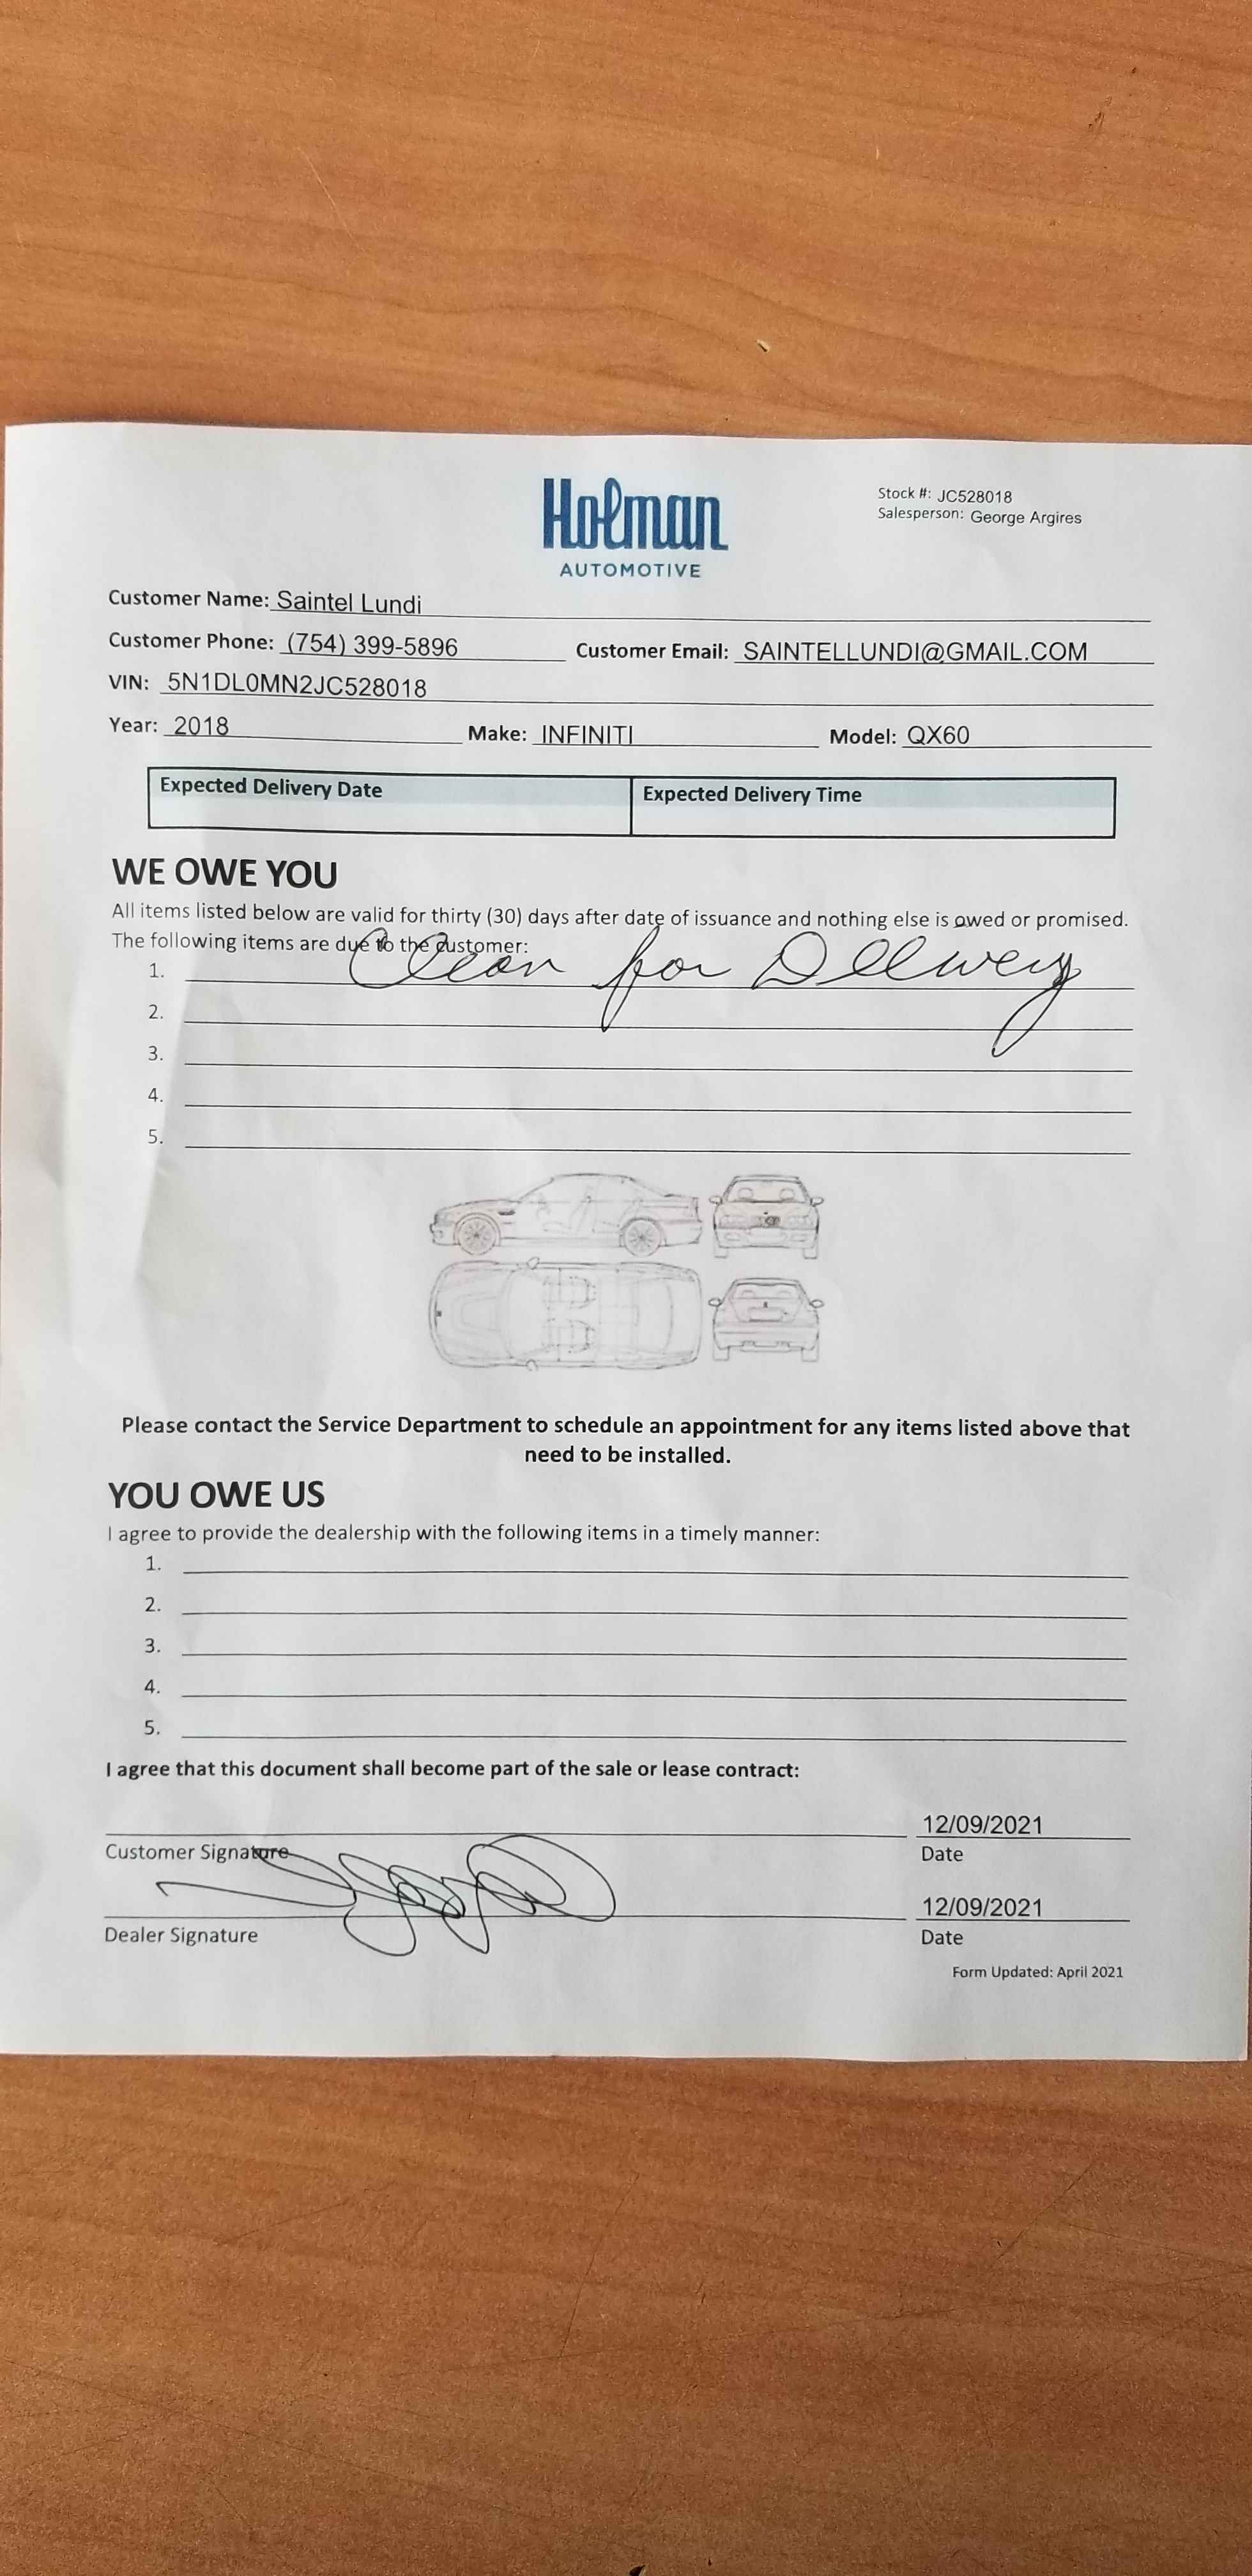 Holman
AUTOMOTIVE
Stock #: JC528018
Salesperson: George Argires
Customer Name: Saintel Lundi
Customer Phone: (754) 399-5896 Customer Email: SAINTELLUNDI@GMAIL.COM
VIN: 5N1DL0MN2JC528018
Year: 2018 Make: INFINITI Model: QX60
Expected Delivery Date Expected Delivery Time
WE OWE YOU
All items listed below are valid for thirty (30) days after date of issuance and nothing else is owed or promised.
The following items are due to the customer:
1. Clean for Delivery
2.
3.
4.
5.
Please contact the Service Department to schedule an appointment for any items listed above that
need to be installed.
YOU OWE US
I agree to provide the dealership with the following items in a timely manner:
1.
2.
3.
4.
5.
I agree that this document shall become part of the sale or lease contract:
12/09/2021
Customer Signature Date
12/09/2021
Dealer Signature Date
Form Updated: April 2021